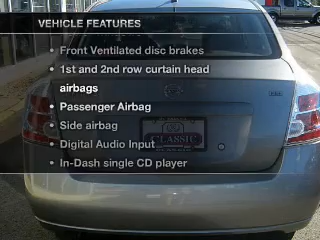 VEHICLE FEATURES
• Front Ventilated disc brakes
• 1st and 2nd row curtain head
airbags
• Passenger Airbag
• Side airbag
• Digital Audio Input
• In-Dash single CD player
CLASSIC